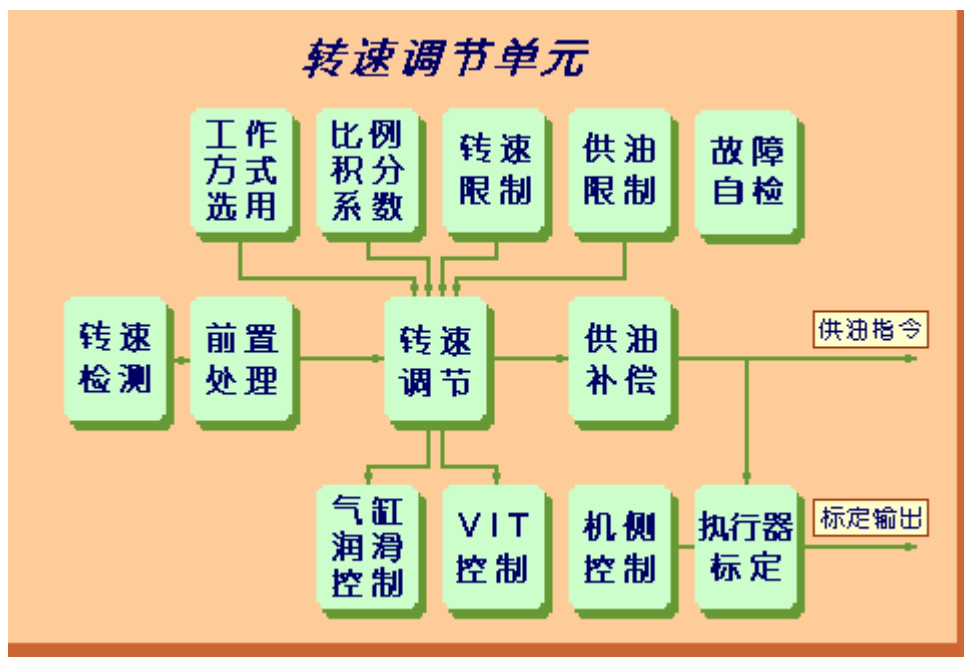 转速调节单元
工作
方式
选用
比例
积分
系数
转速
限制
供油
限制
故障
自检
转速
检测
前置
处理
转速
调节
供油
补偿
供油指令
气缸
润滑
控制
VIT
控制
机侧
控制
执行器
标定
标定输出